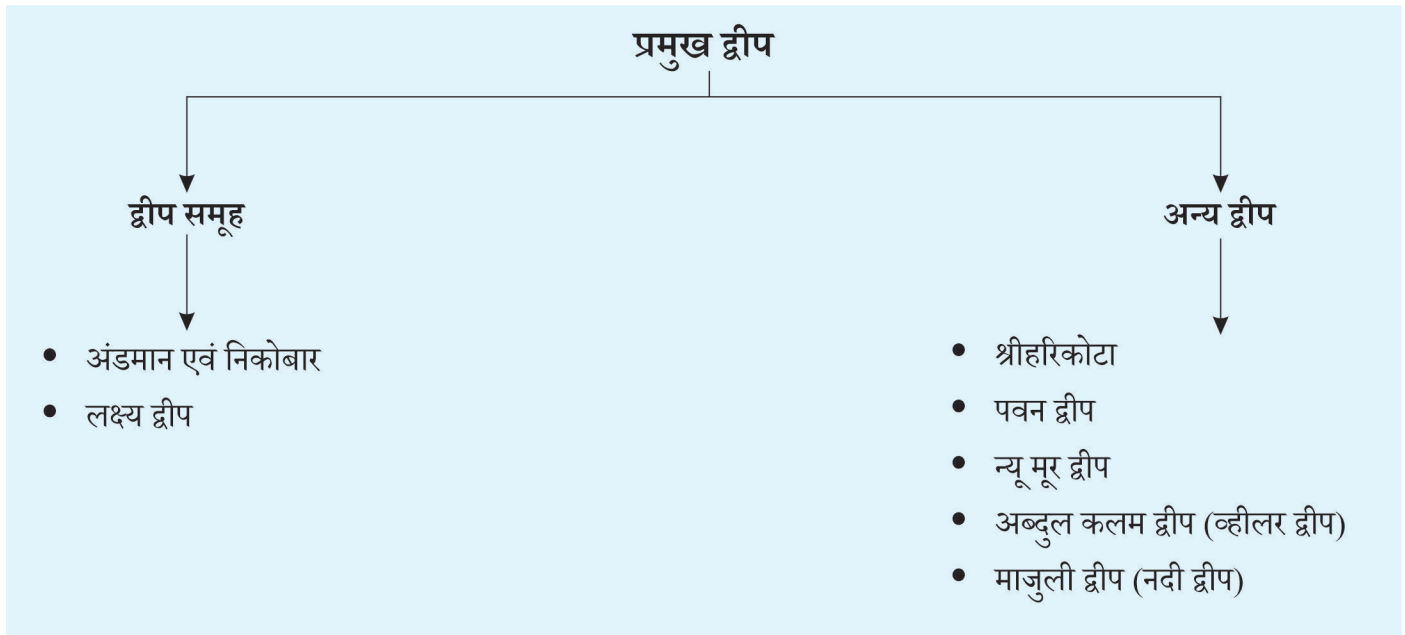 प्रमुख द्वीप
द्वीप समूह
• अंडमान एवं निकोबार
• लक्ष्य द्वीप
अन्य द्वीप
• श्रीहरिकोटा
• पवन द्वीप
• न्यू मूर द्वीप
• अब्दुल कलम द्वीप (व्हीलर द्वीप)
• माजुली द्वीप (नदी द्वीप)